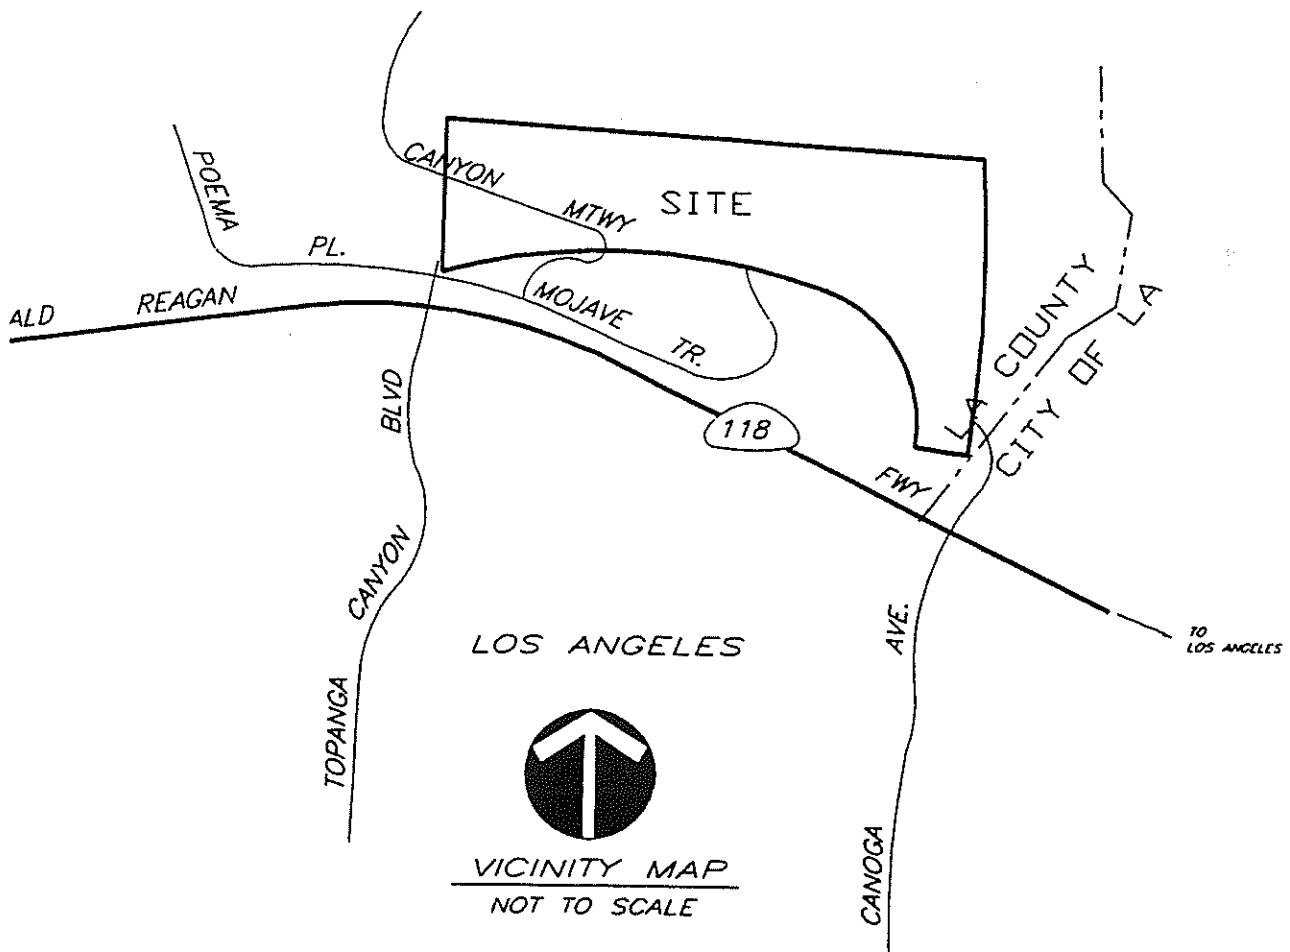 CANYON
MTWY
SITE
POEMA
PL.
ALD REAGAN
MOJAVE
TR.
LA COUNTY
CITY OF LA
118
FWY
TOPANGA CANYON BLVD
CANOGA AVE.
LOS ANGELES
TO
LOS ANGELES
VICINITY MAP
NOT TO SCALE